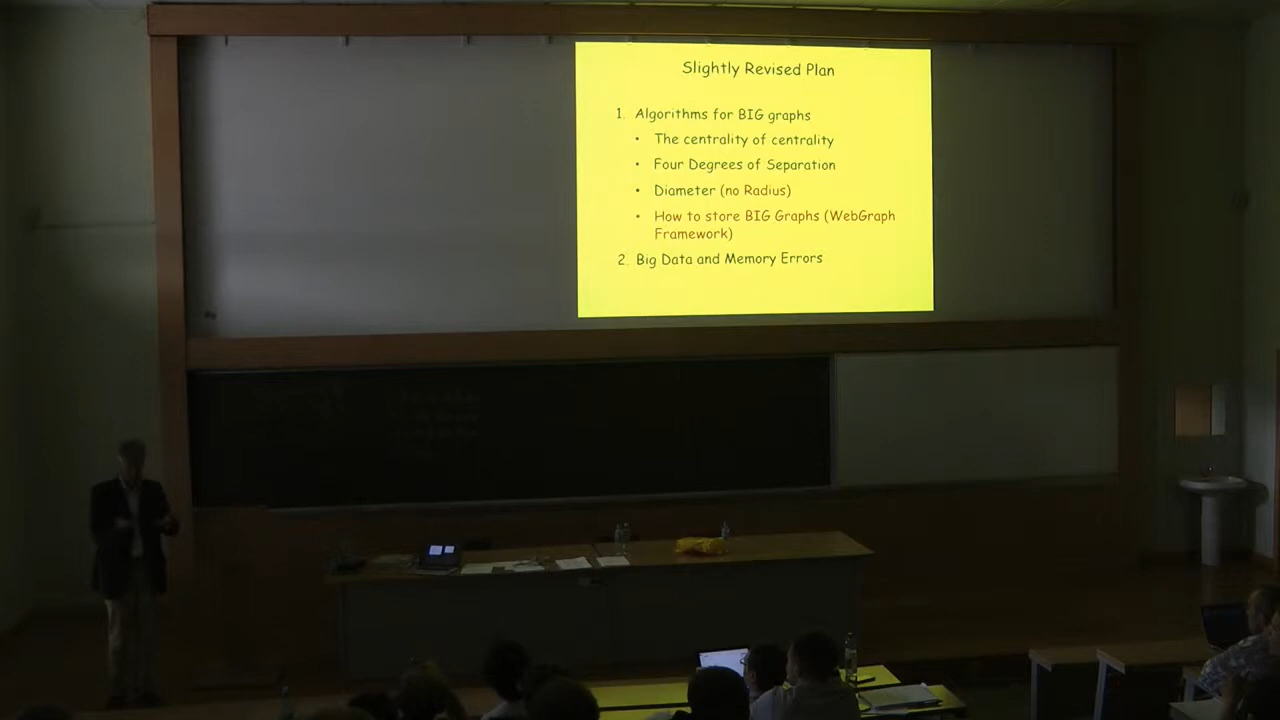 Slightly Revised Plan
1. Algorithms for BIG graphs
• The centrality of centrality
• Four Degrees of Separation
• Diameter (no Radius)
• How to store BIG Graphs (WebGraph
Framework)
2. Big Data and Memory Errors